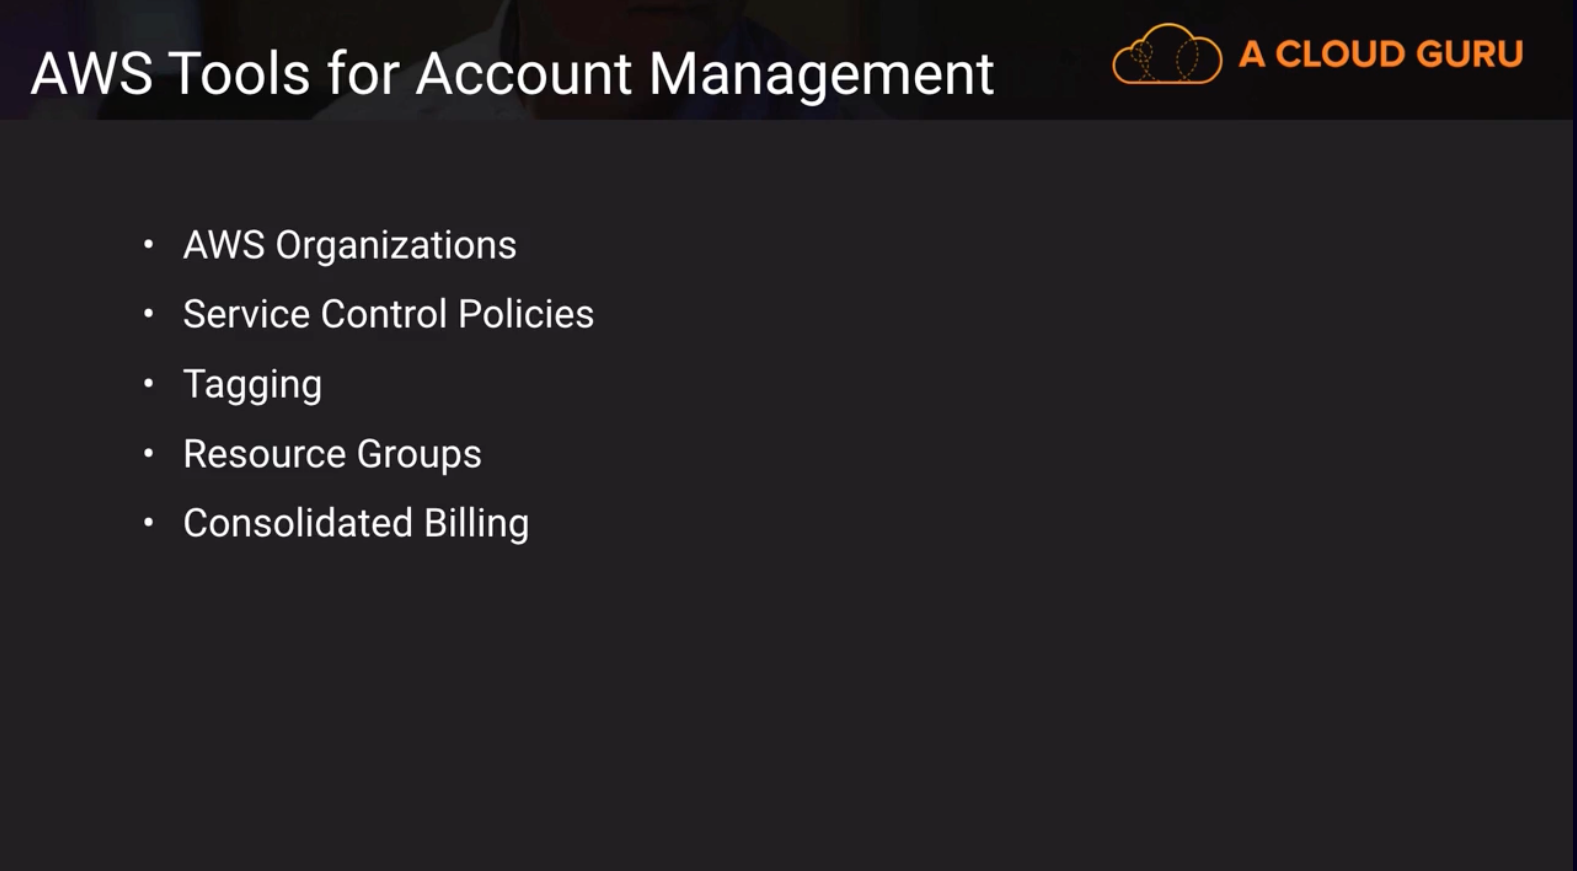 AWS Tools for Account Management
A CLOUD GURU
• AWS Organizations
• Service Control Policies
• Tagging
• Resource Groups
• Consolidated Billing